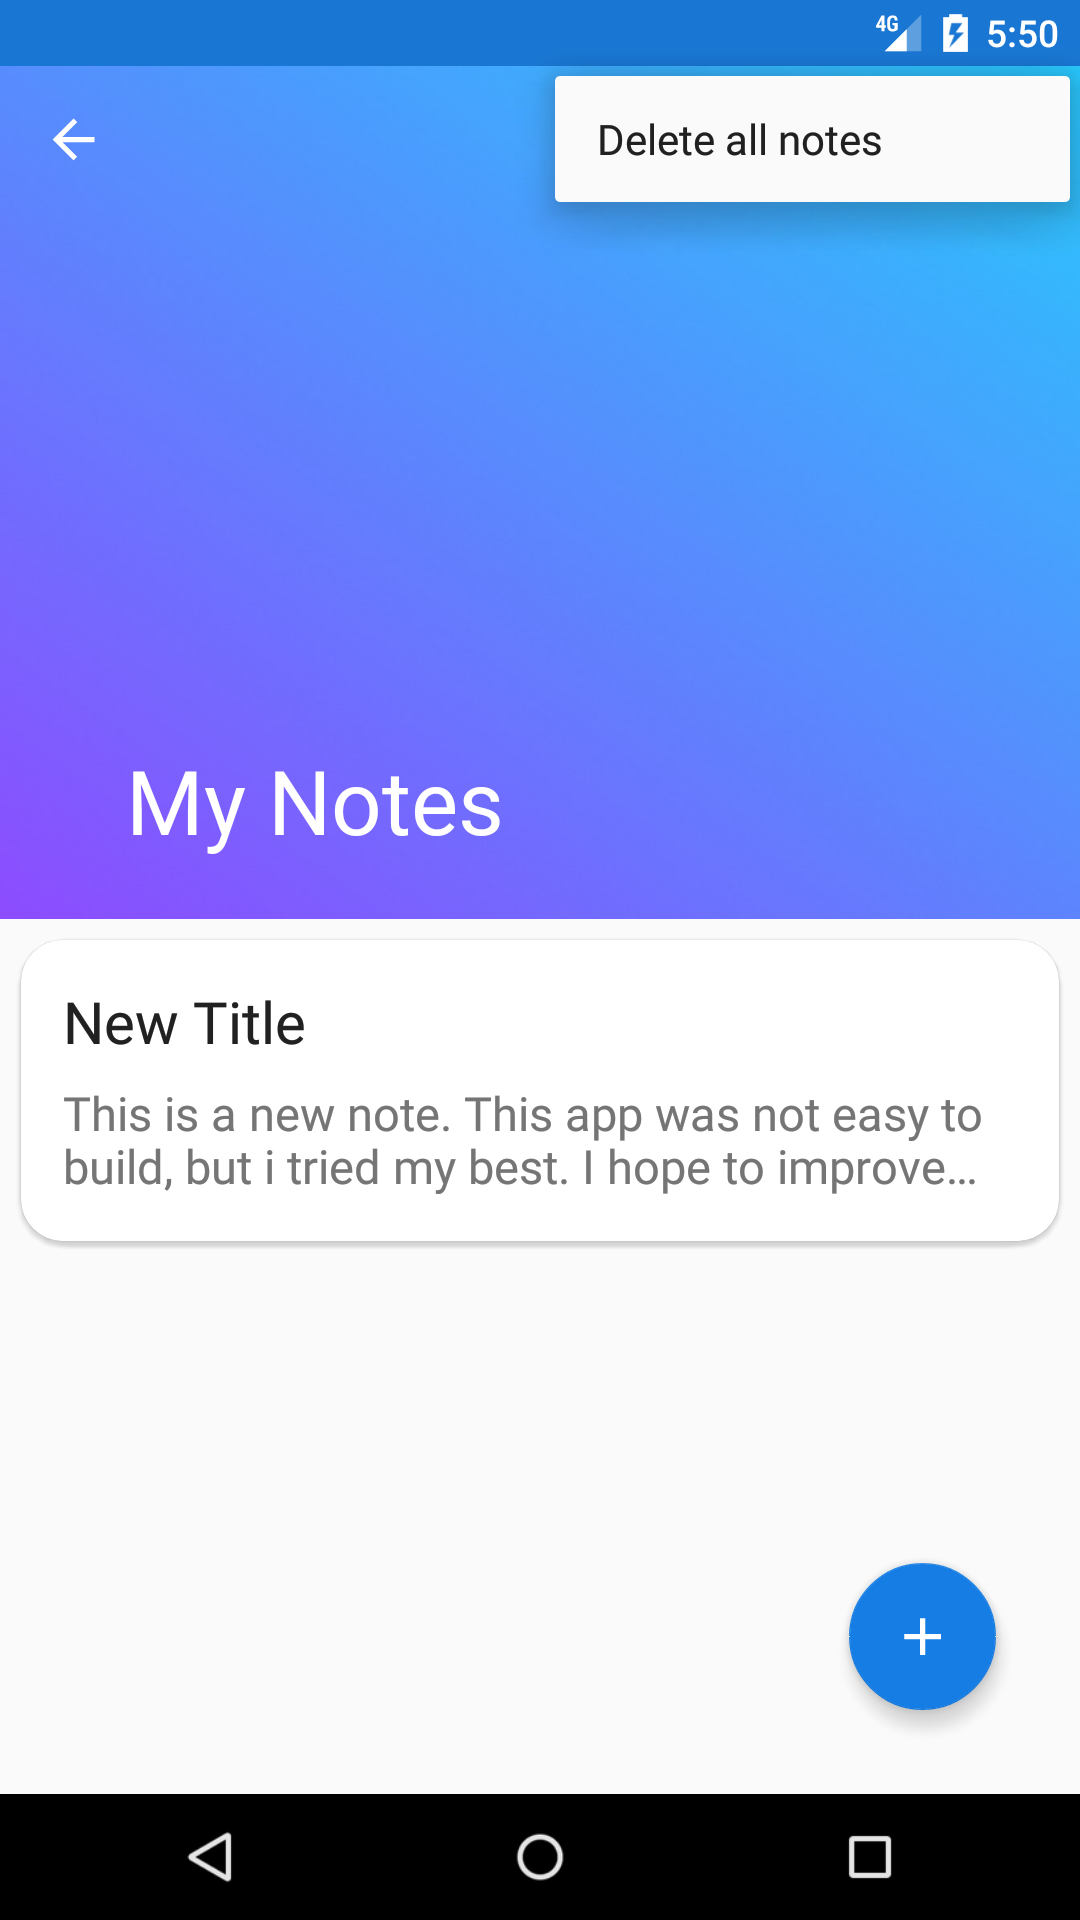 4G 5:50
Delete all notes
My Notes
New Title
This is a new note. This app was not easy to
build, but i tried my best. I hope to improve…